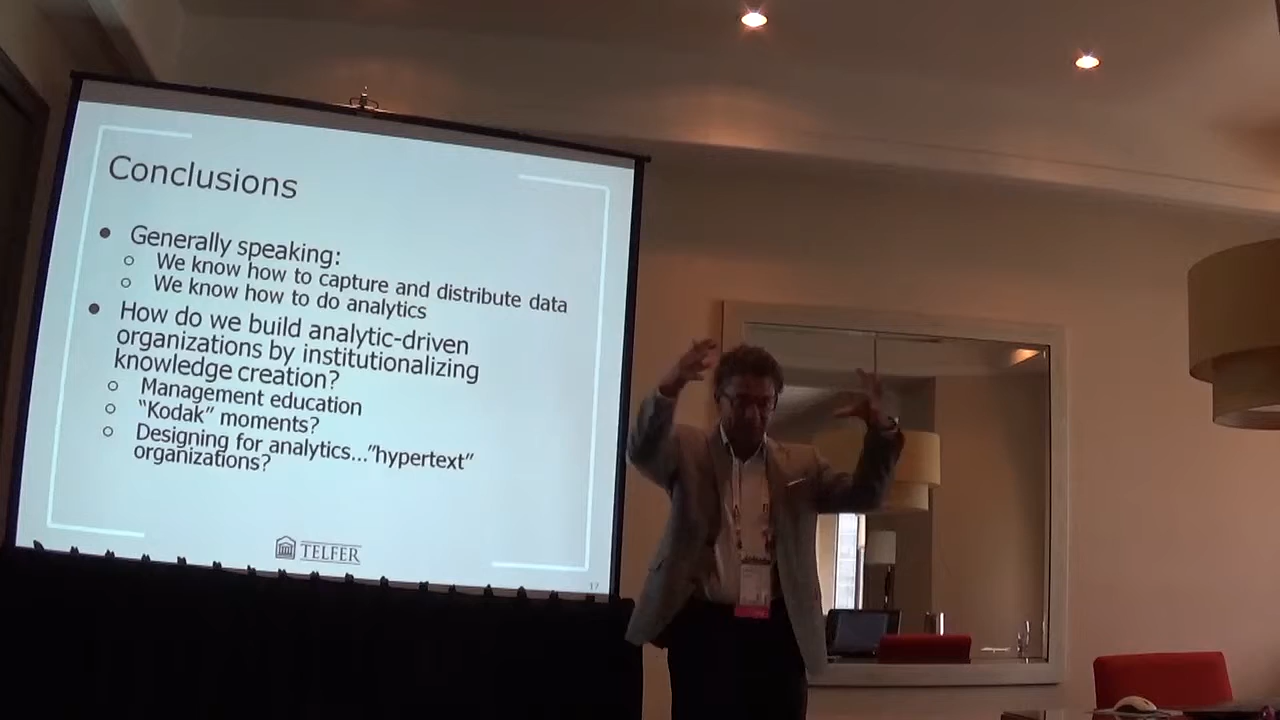 Conclusions
Generally speaking:
We know how to capture and distribute data
We know how to do analytics
How do we build analytic-driven
organizations by institutionalizing
knowledge creation?
Management education
“Kodak” moments?
Designing for analytics…”hypertext”
organizations?
TELFER
17